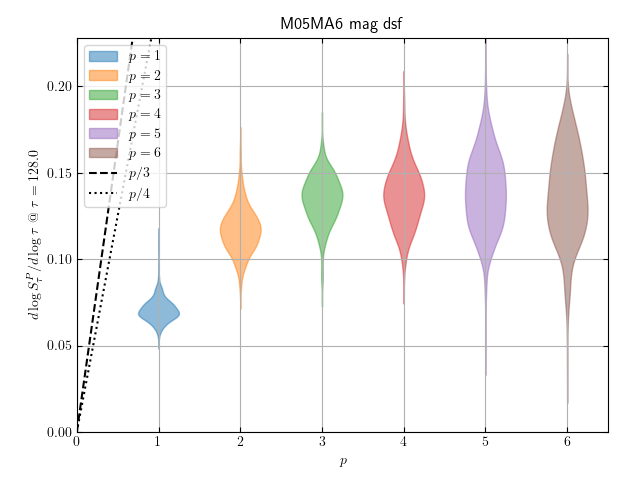 M05MA6 mag dsf
d log S_τ^P / d log τ @ τ = 128.0
0.20
0.15
0.10
0.05
0.00
p = 1
p = 2
p = 3
p = 4
p = 5
p = 6
p/3
p/4
0 1 2 3 4 5 6
p